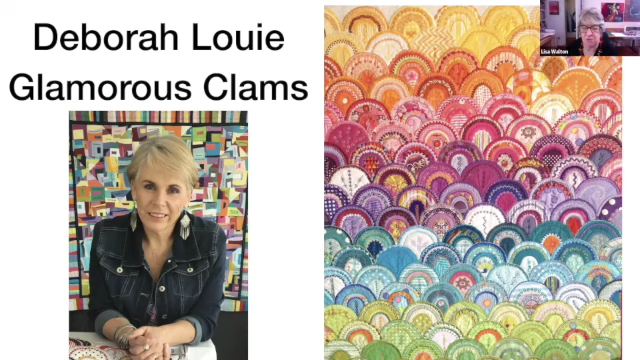 Deborah Louie
Glamorous Clams
Lisa Walton